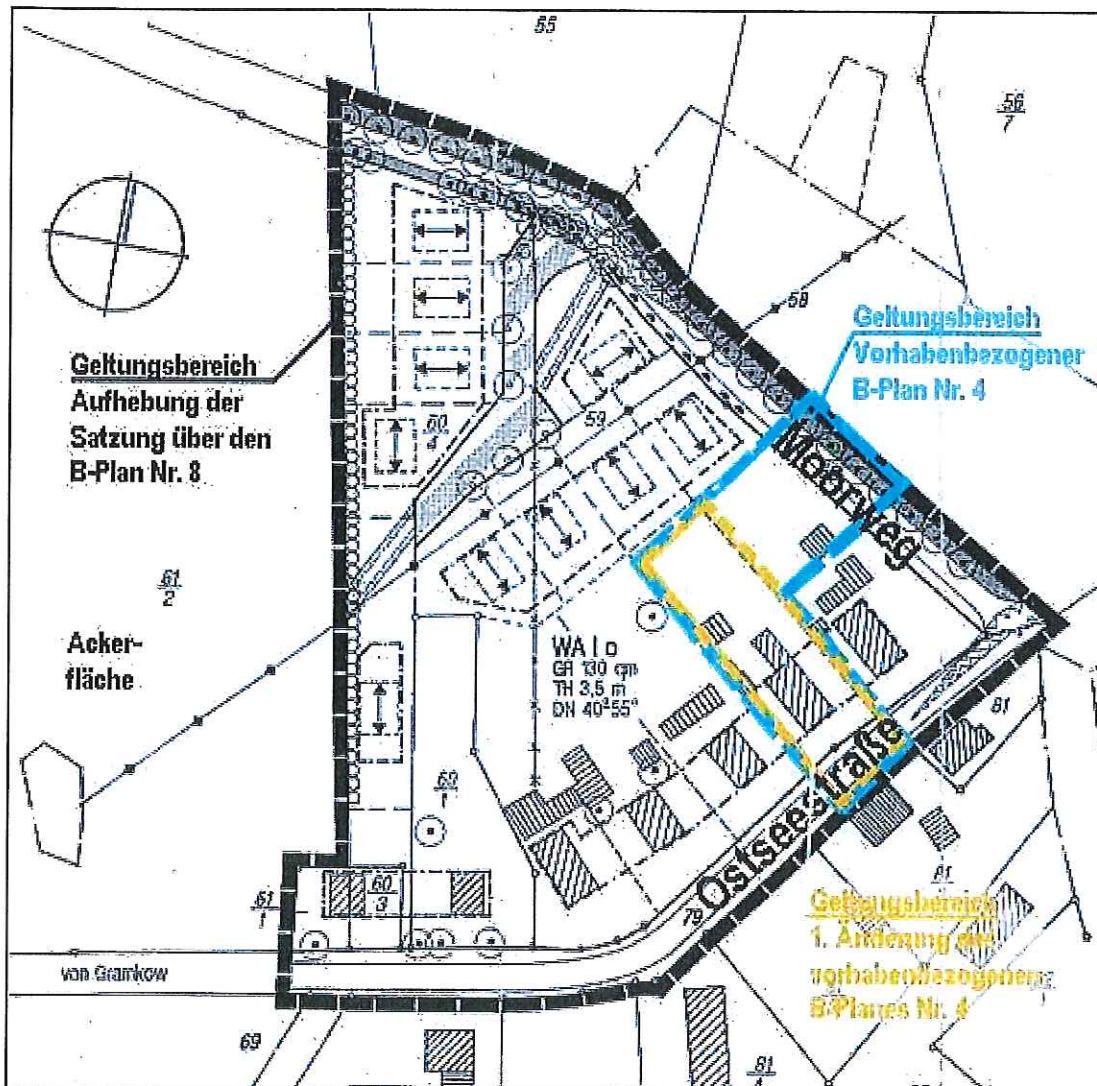 55
56
7
58
Geltungsbereich
Vorhabenbezogener
B-Plan Nr. 4
Geltungsbereich
Aufhebung der
Satzung über den
B-Plan Nr. 8
60
4
59
Moorweg
61
2
Acker-
fläche
WA I o
GR 130 qm
TH 3,5 m
DN 40°-55°
81
Ostseestraße
69
1
61
1
60
3
79
81
Geltungsbereich
1. Änderung des
vorhabenbezogenen
B-Planes Nr. 4
von Gramkow
69
81